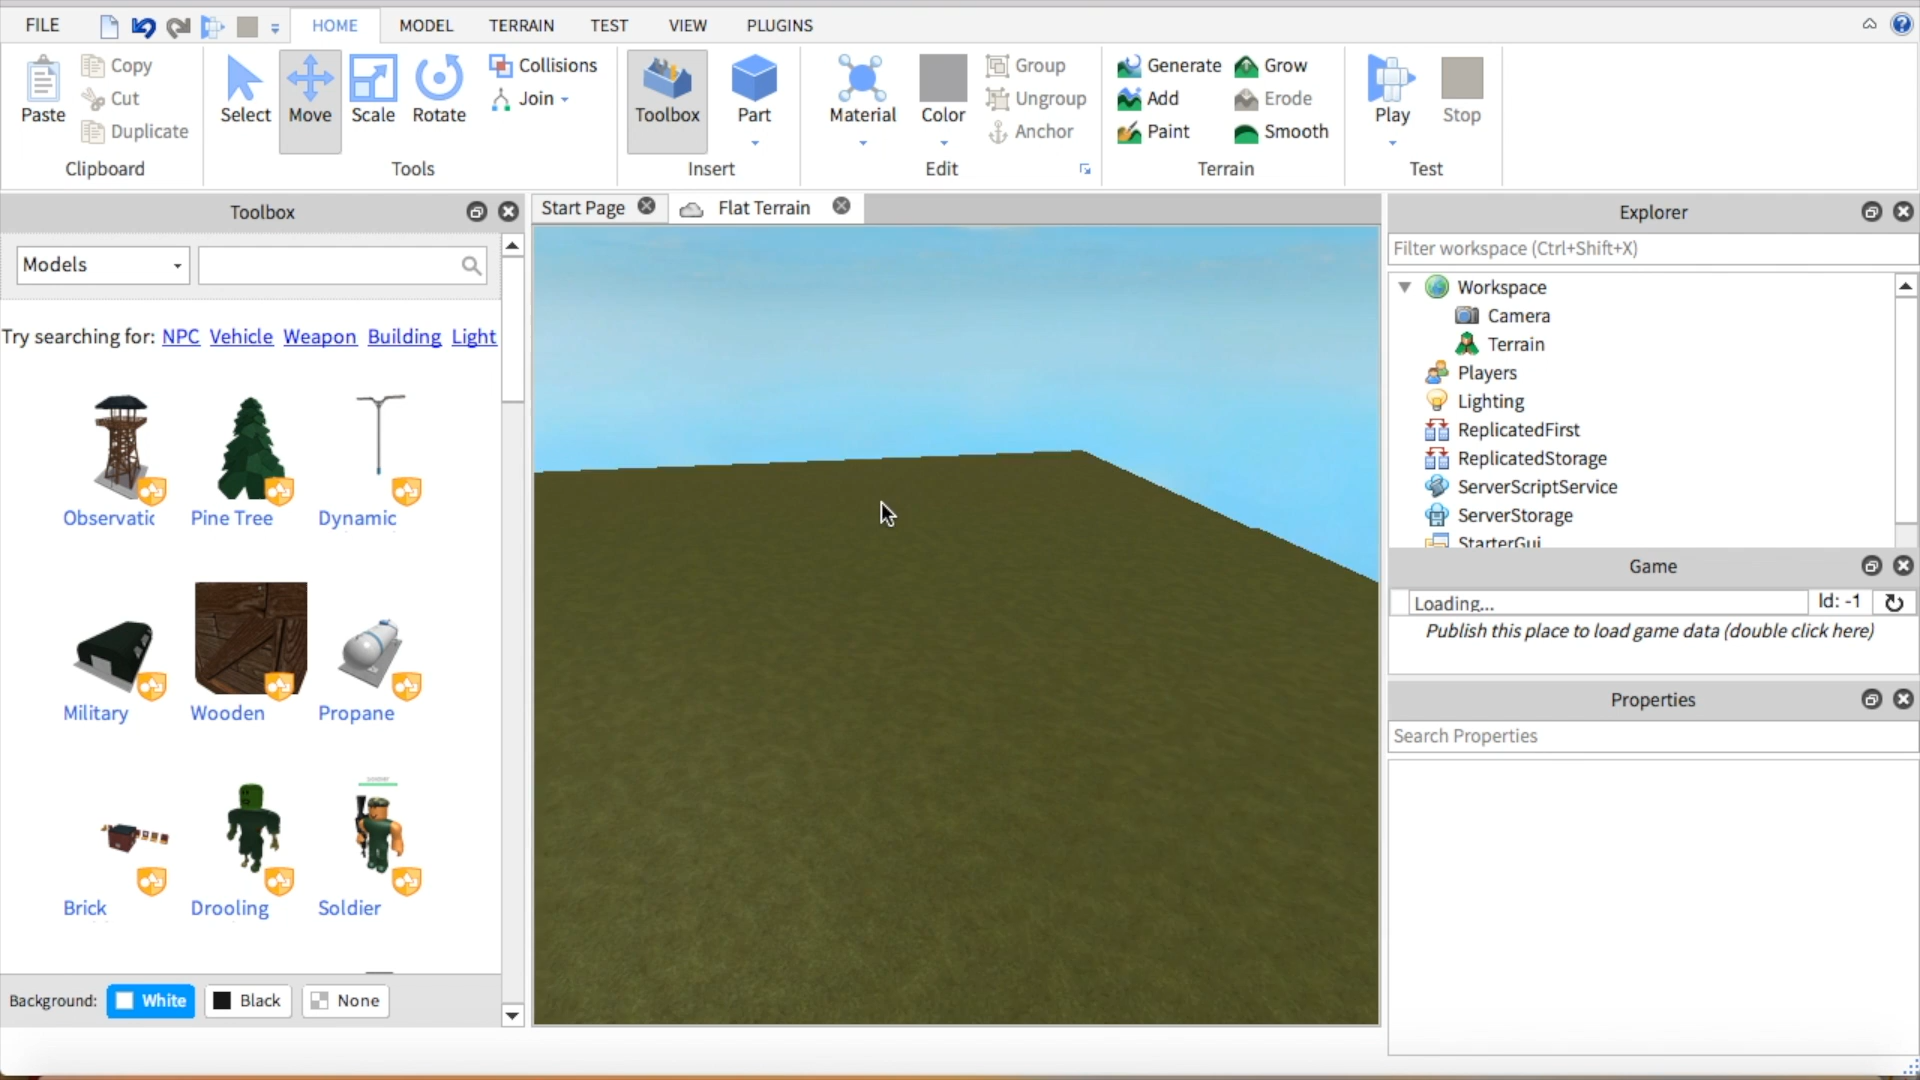 FILE
HOME
MODEL
TERRAIN
TEST
VIEW
PLUGINS
Paste
Copy
Cut
Duplicate
Clipboard
Select
Move
Scale
Rotate
Collisions
Join
Tools
Toolbox
Part
Insert
Material
Color
Group
Ungroup
Anchor
Edit
Generate
Add
Paint
Grow
Erode
Smooth
Terrain
Play
Stop
Test
Toolbox
Models
Try searching for: NPC Vehicle Weapon Building Light
Observatic
Pine Tree
Dynamic
Military
Wooden
Propane
Brick
Drooling
Soldier
Background: White Black None
Start Page
Flat Terrain
Explorer
Filter workspace (Ctrl+Shift+X)
Workspace
Camera
Terrain
Players
Lighting
ReplicatedFirst
ReplicatedStorage
ServerScriptService
ServerStorage
StarterGui
Game
Loading...
Id: -1
Publish this place to load game data (double click here)
Properties
Search Properties